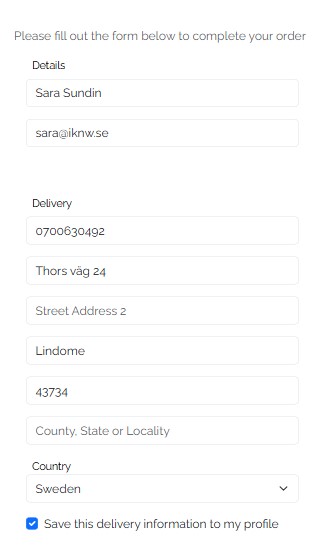 Please fill out the form below to complete your order
Details
Sara Sundin
sara@iknw.se
Delivery
0700630492
Thors väg 24
Street Address 2
Lindome
43734
County, State or Locality
Country
Sweden
Save this delivery information to my profile